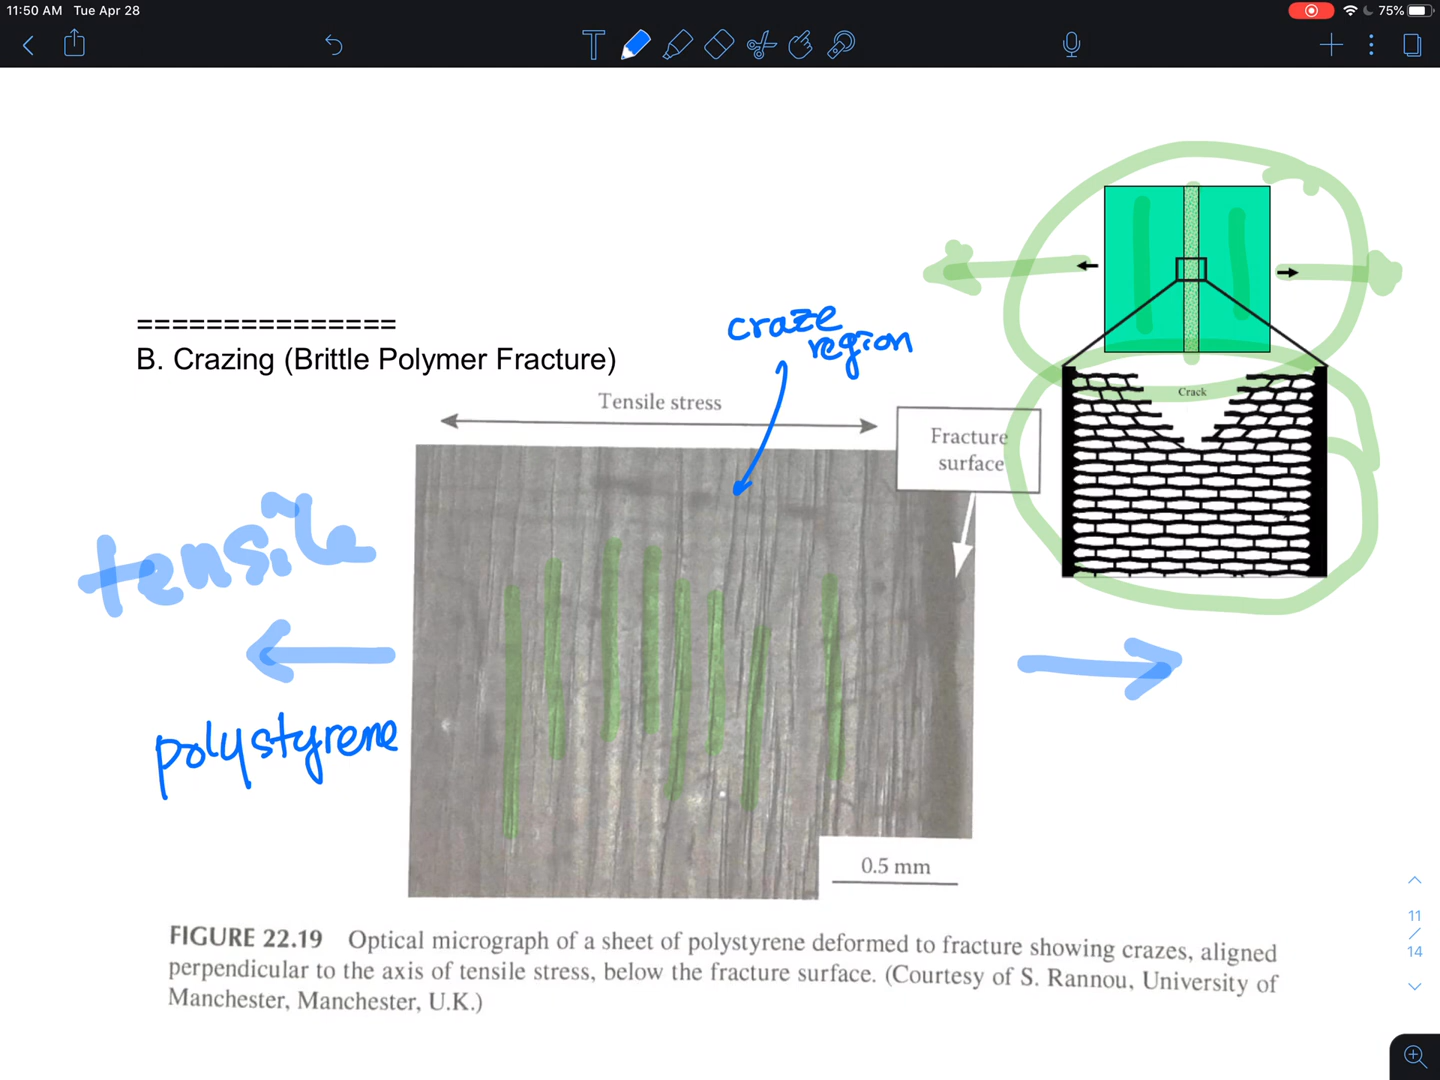 11:50 AM Tue Apr 28
75%
T
===============
B. Crazing (Brittle Polymer Fracture)
craze
region
Crack
Tensile stress
Fracture
surface
tensile
polystyrene
0.5 mm
11
/
14
FIGURE 22.19 Optical micrograph of a sheet of polystyrene deformed to fracture showing crazes, aligned
perpendicular to the axis of tensile stress, below the fracture surface. (Courtesy of S. Rannou, University of
Manchester, Manchester, U.K.)